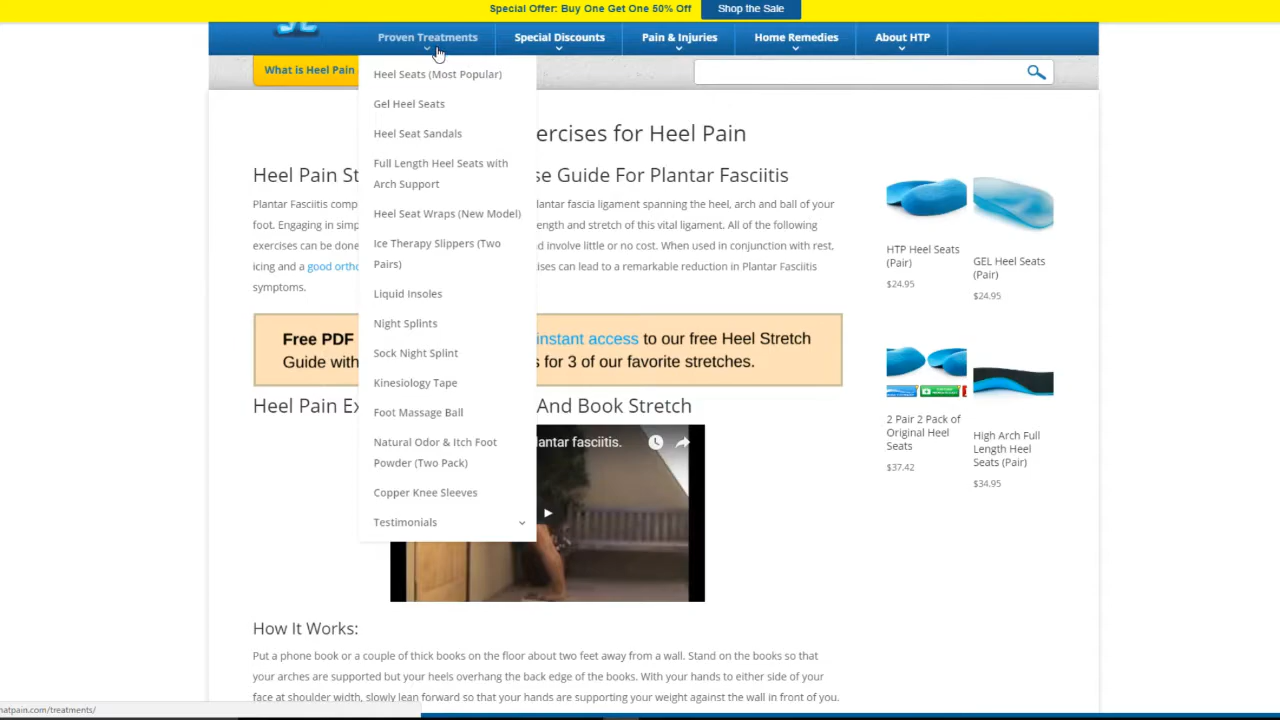 Special Offer: Buy One Get One 50% Off
Shop the Sale
Proven Treatments
Special Discounts
Pain & Injuries
Home Remedies
About HTP
What is Heel Pain
Heel Seats (Most Popular)
Gel Heel Seats
Heel Seat Sandals
Full Length Heel Seats with
Arch Support
Heel Seat Wraps (New Model)
Ice Therapy Slippers (Two
Pairs)
Liquid Insoles
Night Splints
Sock Night Splint
Kinesiology Tape
Foot Massage Ball
Natural Odor & Itch Foot
Powder (Two Pack)
Copper Knee Sleeves
Testimonials
ercises for Heel Pain
Heel Pain St se Guide For Plantar Fasciitis
Plantar Fasciitis comp antar fascia ligament spanning the heel, arch and ball of your
foot. Engaging in simp ength and stretch of this vital ligament. All of the following
exercises can be done d involve little or no cost. When used in conjunction with rest,
icing and a good ortho ises can lead to a remarkable reduction in Plantar Fasciitis
symptoms.
Free PDF instant access to our free Heel Stretch
Guide with s for 3 of our favorite stretches.
Heel Pain Ex And Book Stretch
lantar fasciitis.
How It Works:
Put a phone book or a couple of thick books on the floor about two feet away from a wall. Stand on the books so that
your arches are supported but your heels overhang the back edge of the books. With your hands to either side of your
face at shoulder width, slowly lean forward so that your hands are supporting your weight against the wall in front of you.
HTP Heel Seats
(Pair)
$24.95
GEL Heel Seats
(Pair)
$24.95
2 Pair 2 Pack of
Original Heel
Seats
$37.42
High Arch Full
Length Heel
Seats (Pair)
$34.95
hatpain.com/treatments/